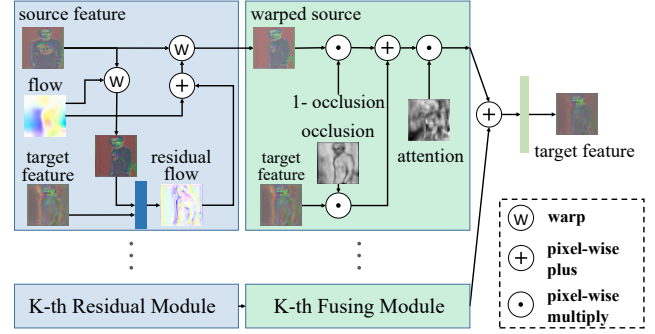 source feature
W
W
flow
+
target
feature
residual
flow
warped source
1- occlusion
occlusion
target
feature
attention
+
+
target feature
W
warp
+
pixel-wise
plus
pixel-wise
multiply
K-th Residual Module
K-th Fusing Module